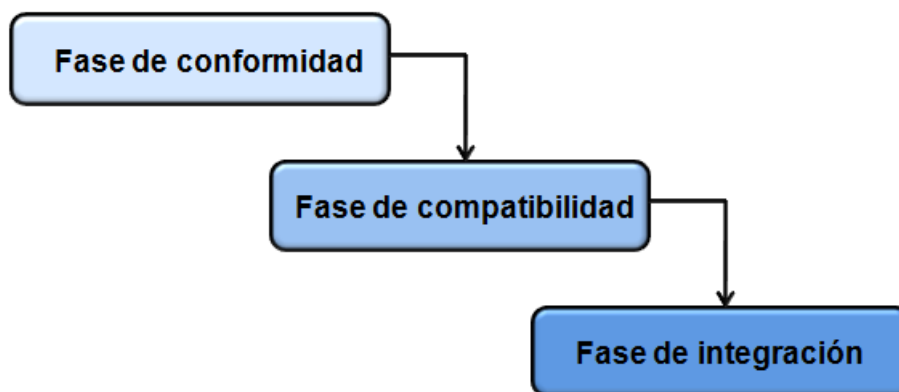 Fase de conformidad
Fase de compatibilidad
Fase de integración